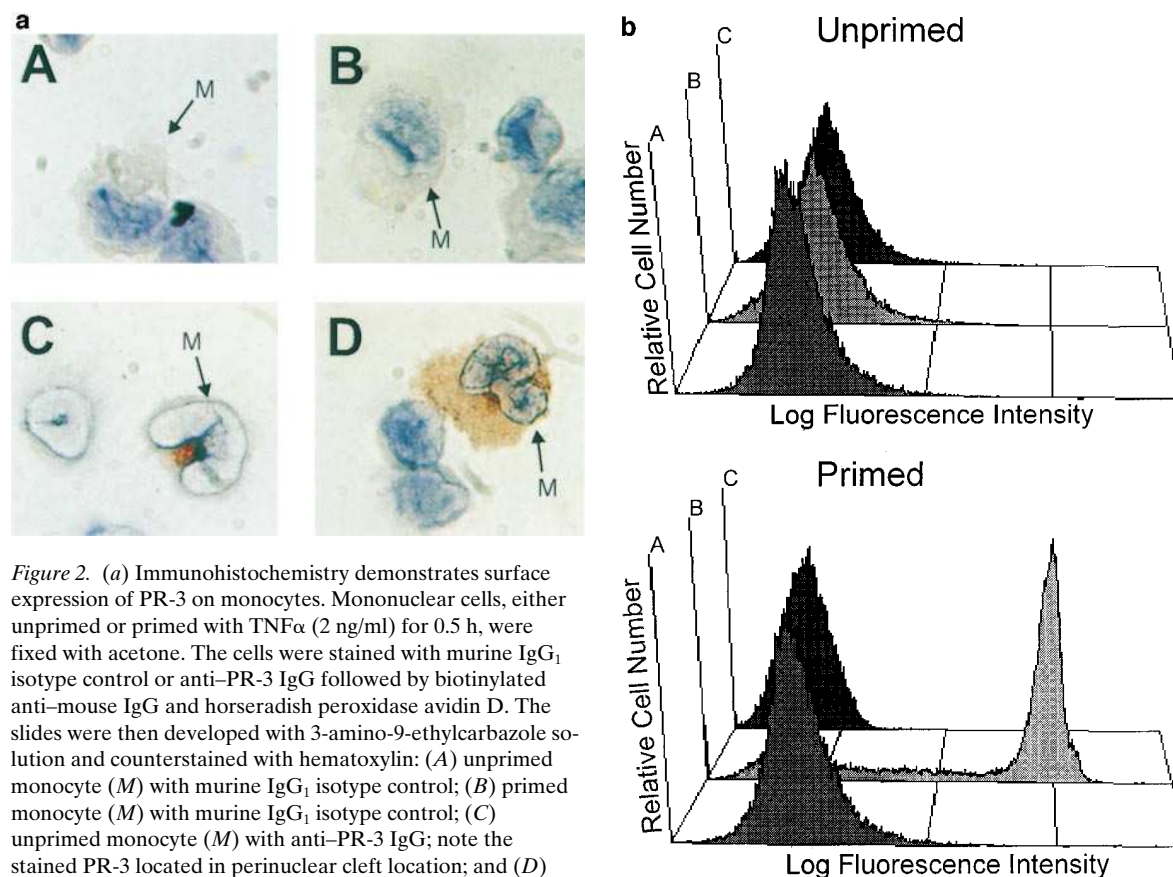 a
A
M
B
M
C
M
D
M
Figure 2. (a) Immunohistochemistry demonstrates surface
expression of PR-3 on monocytes. Mononuclear cells, either
unprimed or primed with TNFα (2 ng/ml) for 0.5 h, were
fixed with acetone. The cells were stained with murine IgG₁
isotype control or anti–PR-3 IgG followed by biotinylated
anti–mouse IgG and horseradish peroxidase avidin D. The
slides were then developed with 3-amino-9-ethylcarbazole so-
lution and counterstained with hematoxylin: (A) unprimed
monocyte (M) with murine IgG₁ isotype control; (B) primed
monocyte (M) with murine IgG₁ isotype control; (C)
unprimed monocyte (M) with anti–PR-3 IgG; note the
stained PR-3 located in perinuclear cleft location; and (D)
b
Unprimed
C
B
A
Relative Cell Number
Log Fluorescence Intensity
Primed
C
B
A
Relative Cell Number
Log Fluorescence Intensity